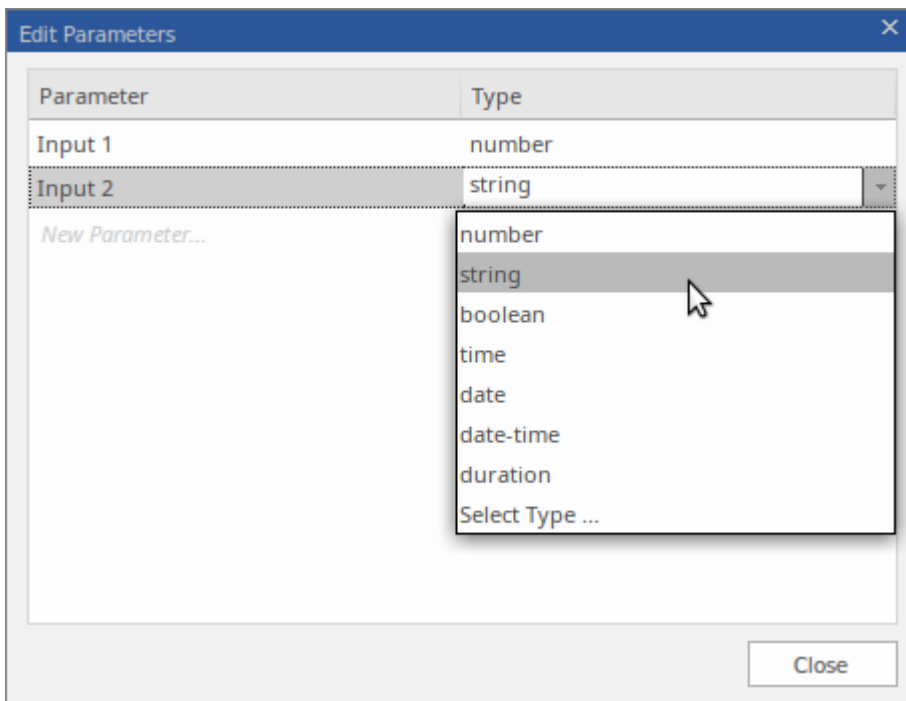 Edit Parameters
Parameter Type
Input 1 number
Input 2 string
New Parameter...
number
string
boolean
time
date
date-time
duration
Select Type ...
Close